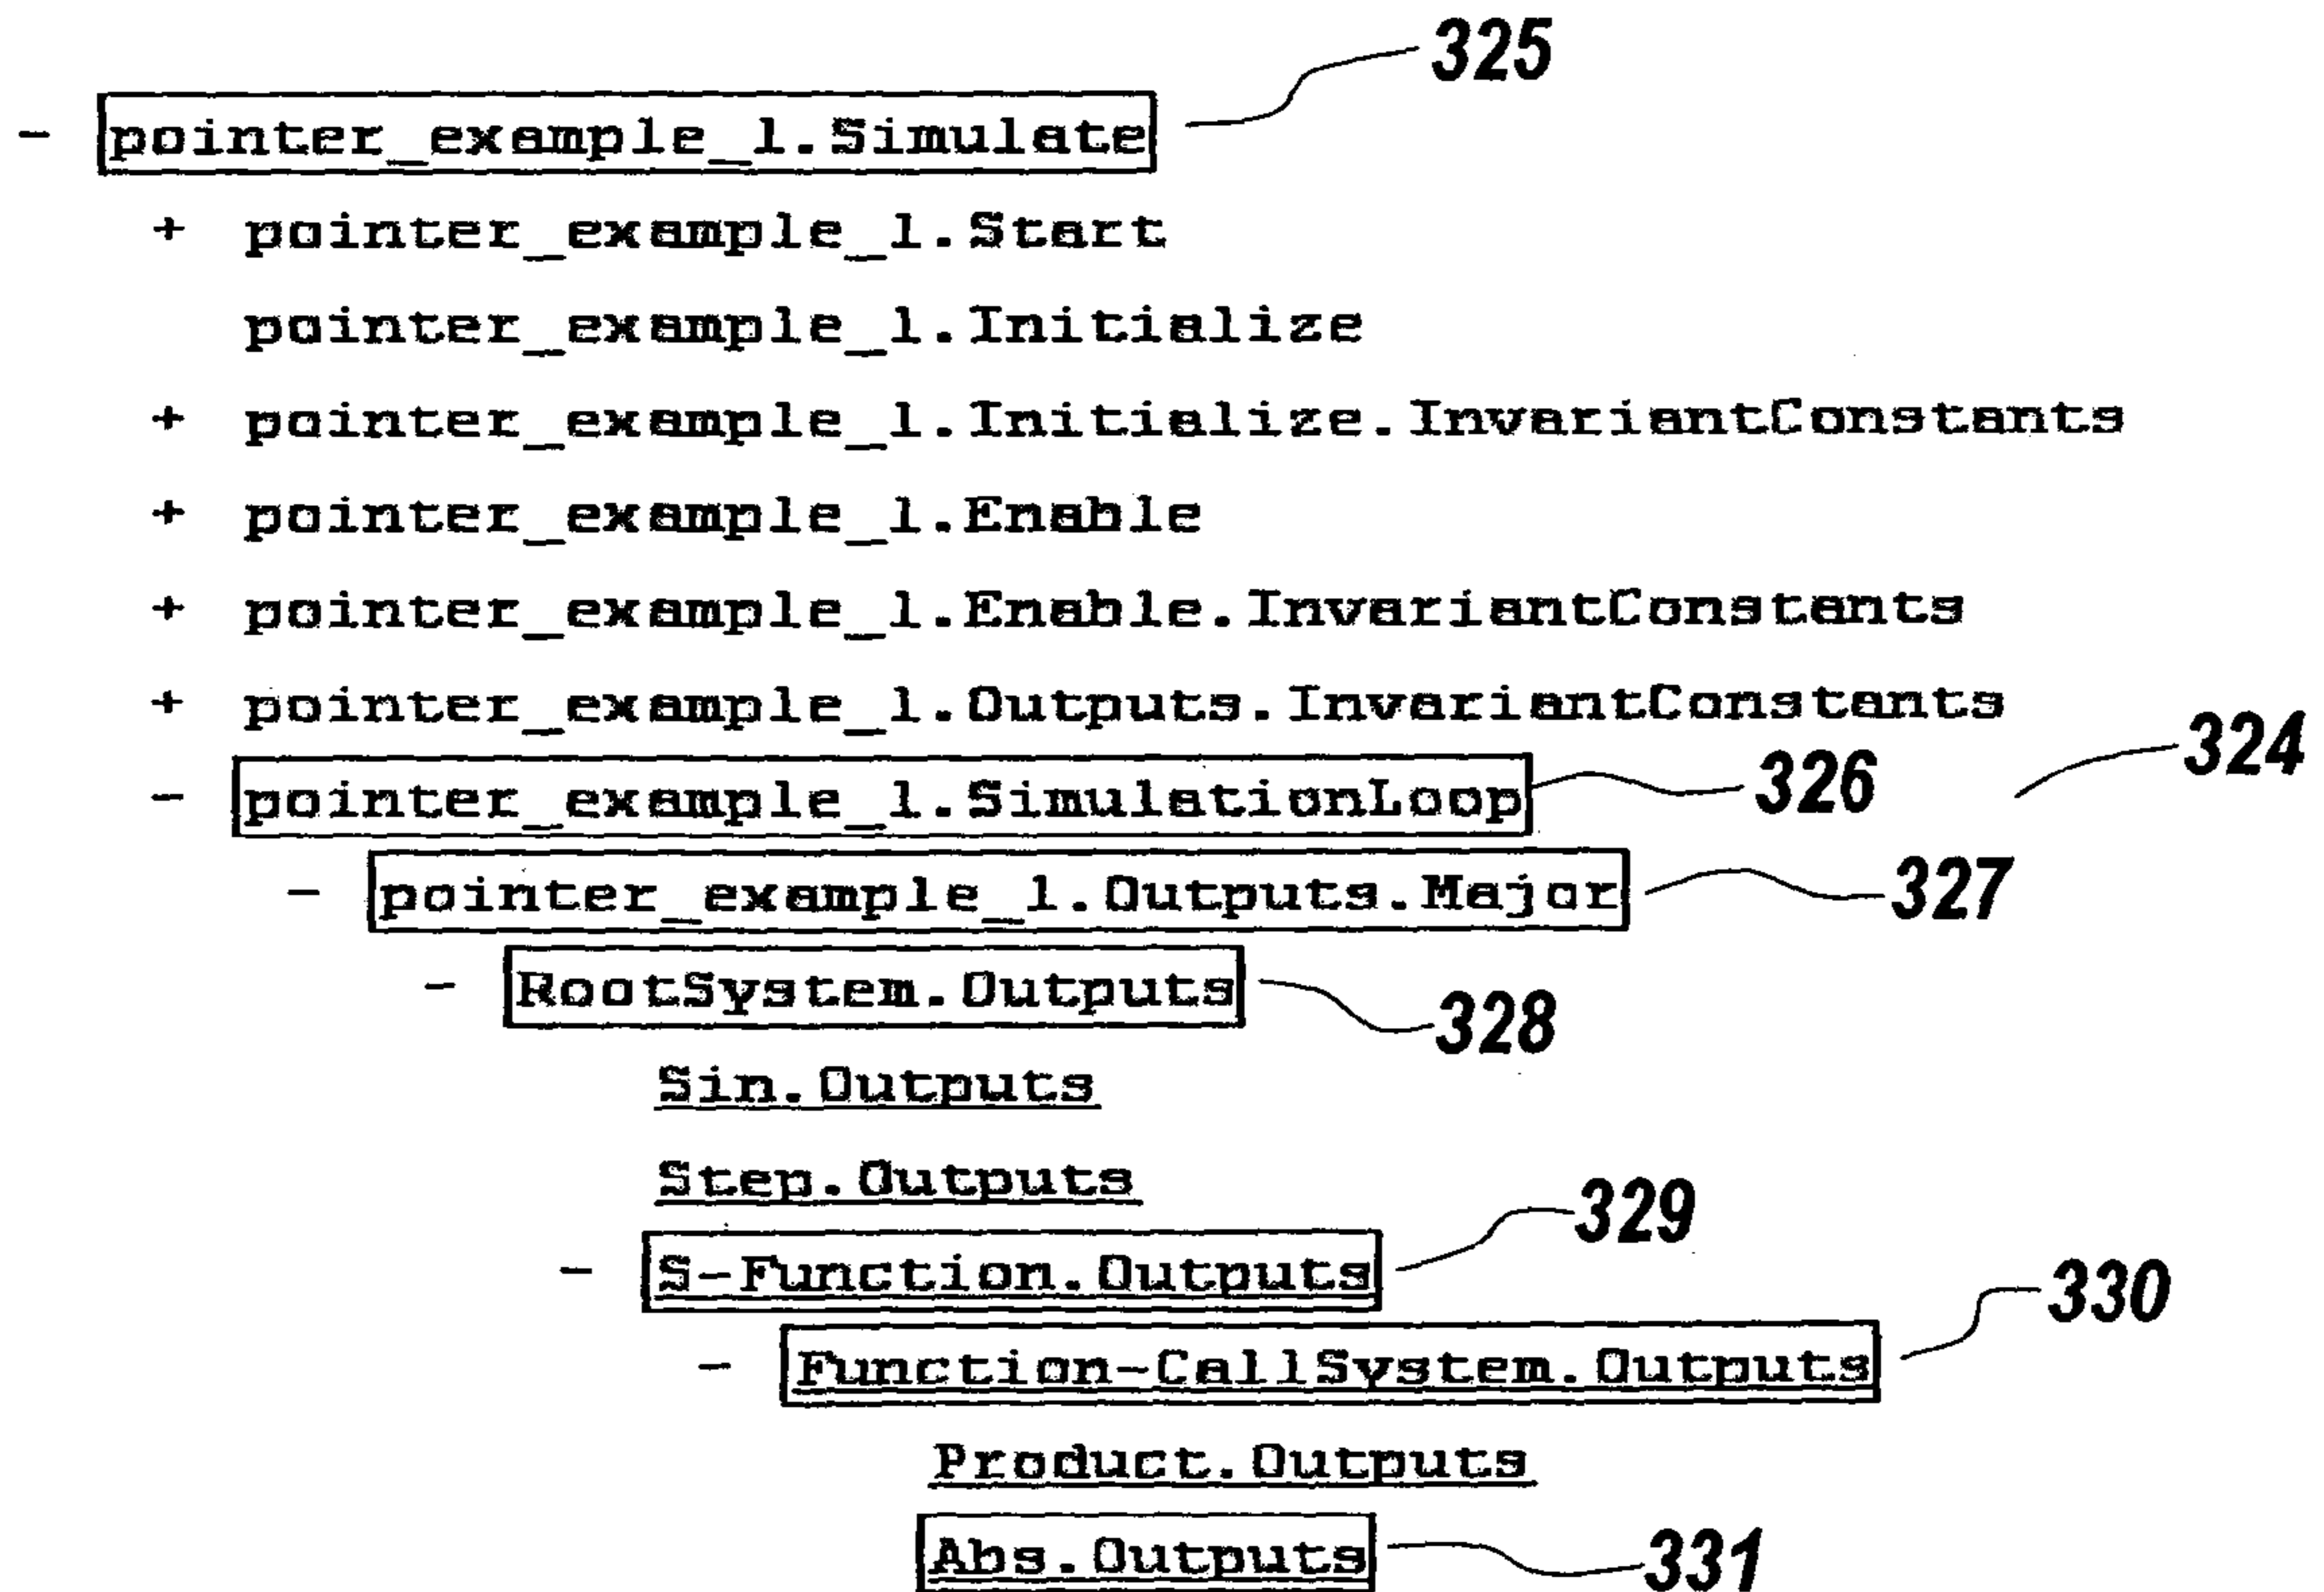 325
- pointer_example_1.Simulate
+ pointer_example_1.Start
pointer_example_1.Initialize
+ pointer_example_1.Initialize.InvariantConstants
+ pointer_example_1.Enable
+ pointer_example_1.Enable.InvariantConstants
+ pointer_example_1.Outputs.InvariantConstants
324
- pointer_example_1.SimulationLoop 326
- pointer_example_1.Outputs.Major 327
- RootSystem.Outputs 328
Sin.Outputs
Step.Outputs
- S-Function.Outputs 329
- Function-CallSystem.Outputs 330
Product.Outputs
Abs.Outputs 331